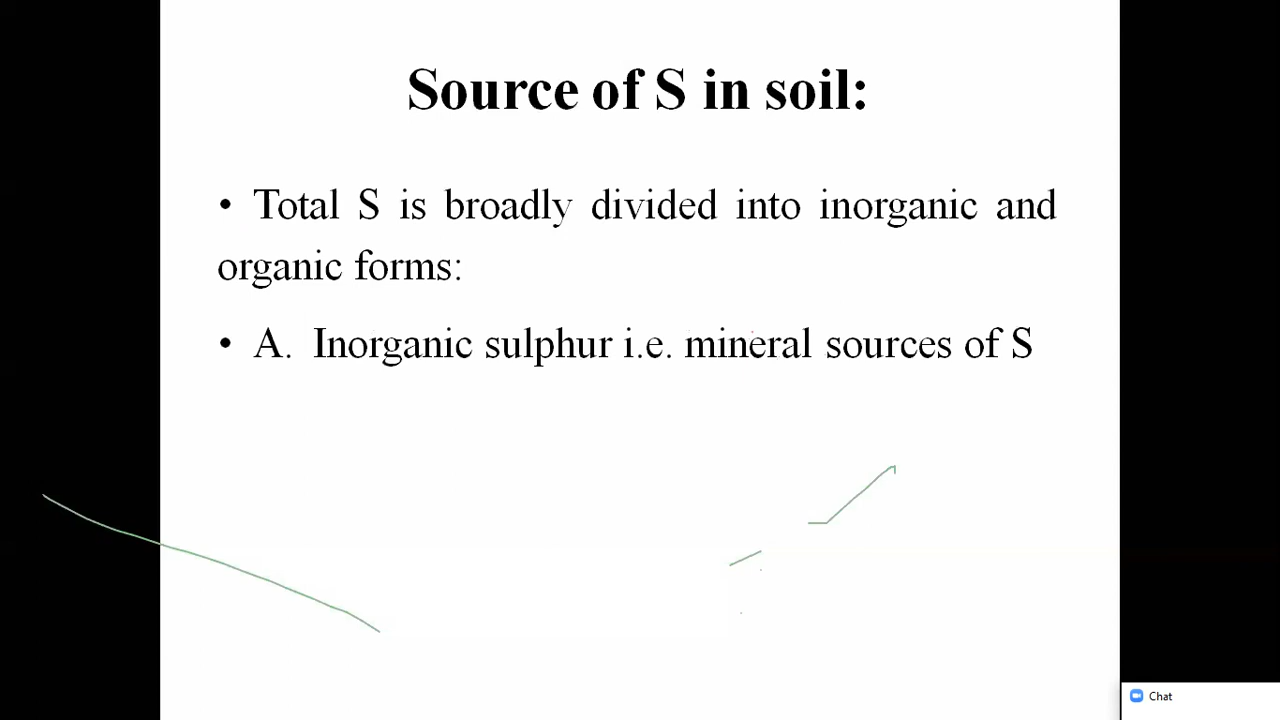 Source of S in soil:
• Total S is broadly divided into inorganic and
organic forms:
• A. Inorganic sulphur i.e. mineral sources of S
Chat